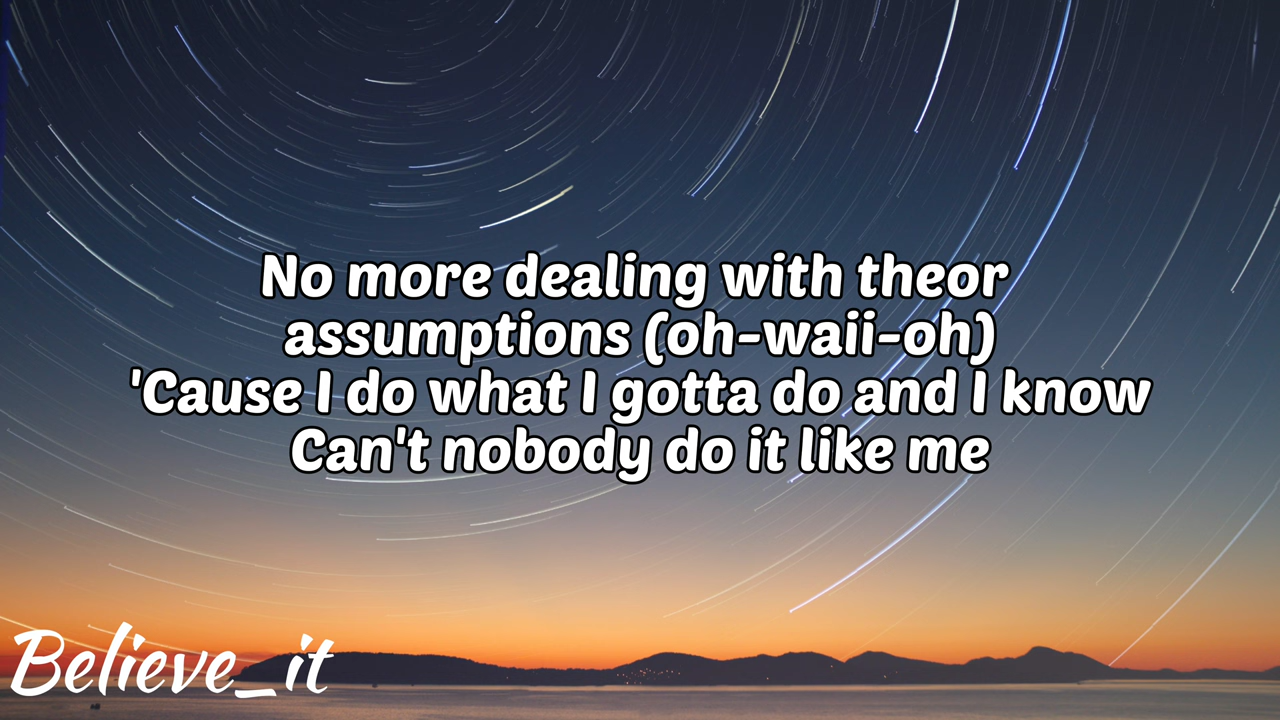 No more dealing with theor
assumptions (oh-waii-oh)
'Cause I do what I gotta do and I know
Can't nobody do it like me
Believe_it